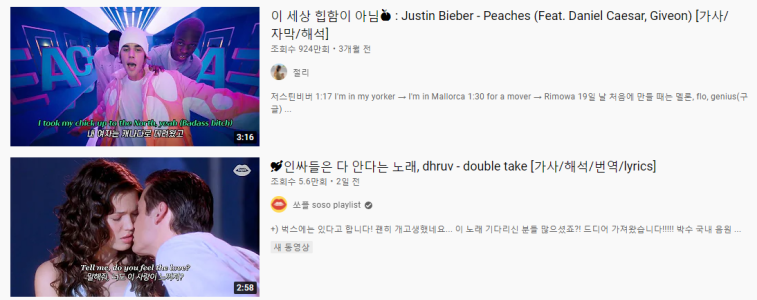 이 세상 힙함이 아님🍎 : Justin Bieber - Peaches (Feat. Daniel Caesar, Giveon) [가사/
자막/해석]
조회수 924만회 • 3개월 전
젤리
저스틴비버 1:17 I'm in my yorker → I'm in Mallorca 1:30 for a mover → Rimowa 19일 날 처음에 만들 때는 멜론, flo, genius(구
글) ...
I took my chick up to the North, yeah (Badass bitch)
내 여자는 캐나다로 데려왔고
3:16
💘인싸들은 다 안다는 노래, dhruv - double take [가사/해석/번역/lyrics]
조회수 5.6만회 • 2일 전
쏘플 soso playlist
+) 벅스에는 있다고 합니다! 괜히 개고생했네요... 이 노래 기다리신 분들 많으셨죠?! 드디어 가져왔습니다!!!!! 박수 국내 음원 ...
새 동영상
Tell me, do you feel the love?
말해줘, 너도 이 사랑이 느껴지니?
2:58